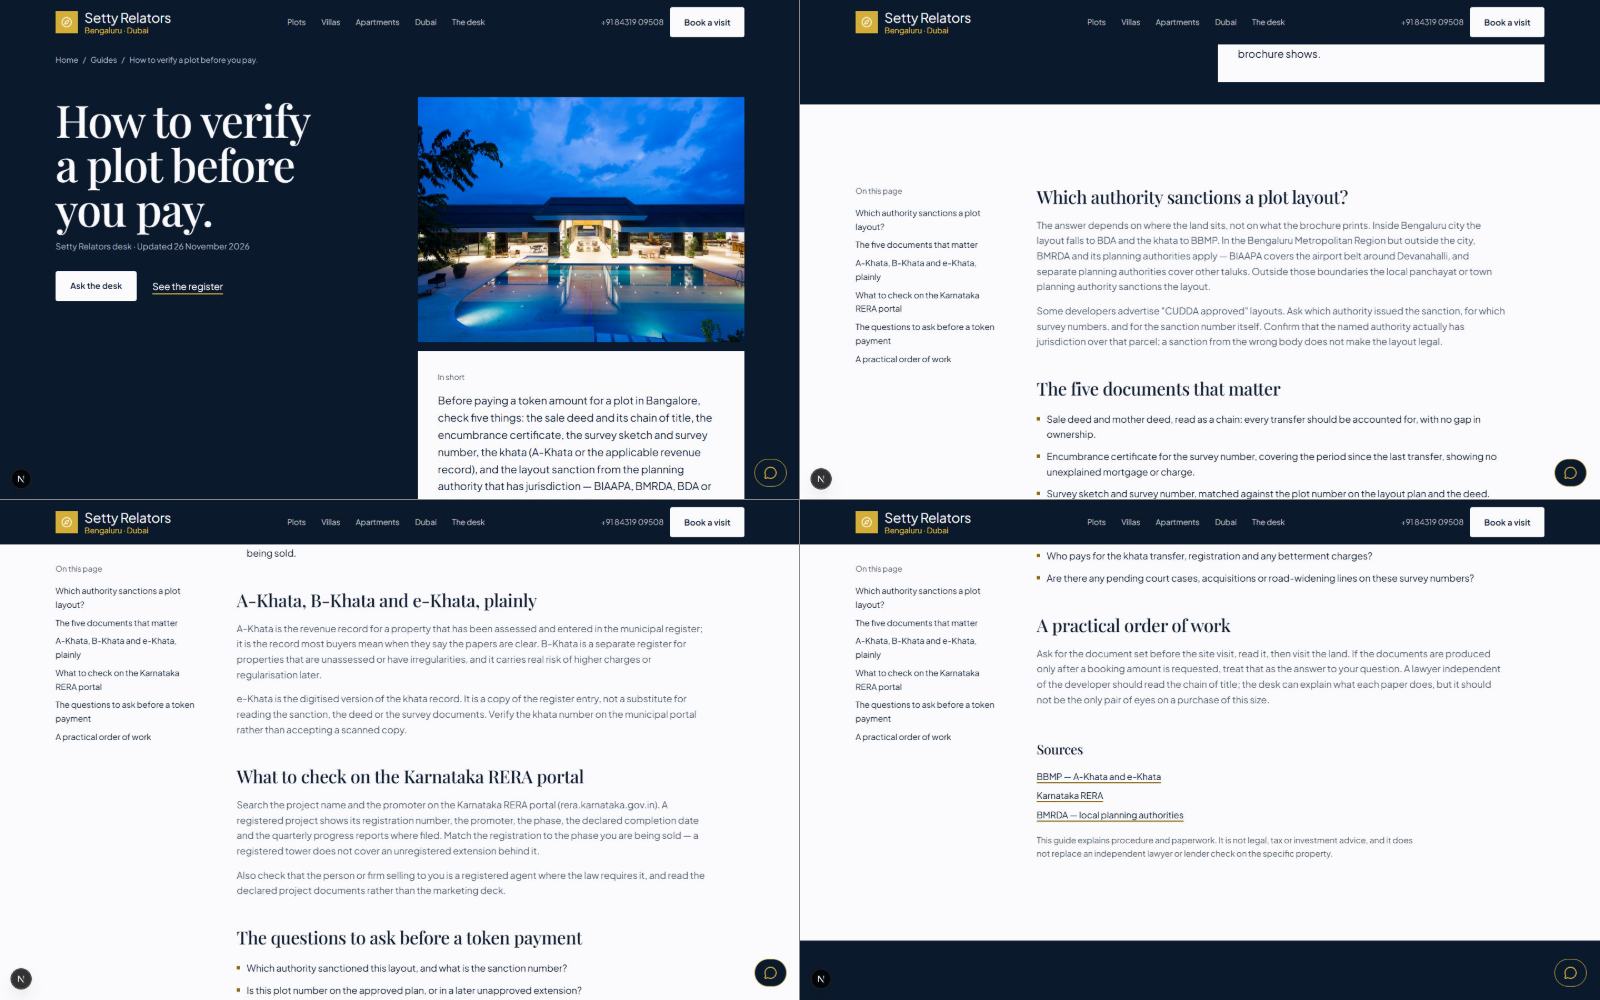 Setty Relators
Bengaluru · Dubai
Plots Villas Apartments Dubai The desk
+91 84319 09508
Book a visit
Home / Guides / How to verify a plot before you pay.
How to verify
a plot before
you pay.
Setty Relators desk · Updated 26 November 2026
Ask the desk
See the register
In short
Before paying a token amount for a plot in Bangalore,
check five things: the sale deed and its chain of title, the
encumbrance certificate, the survey sketch and survey
number, the khata (A-Khata or the applicable revenue
record), and the layout sanction from the planning
authority that has jurisdiction — BIAAPA, BMRDA, BDA or
N
Setty Relators
Bengaluru · Dubai
Plots Villas Apartments Dubai The desk
+91 84319 09508
Book a visit
brochure shows.
On this page
Which authority sanctions a plot
layout?
The five documents that matter
A-Khata, B-Khata and e-Khata,
plainly
What to check on the Karnataka
RERA portal
The questions to ask before a token
payment
A practical order of work
Which authority sanctions a plot layout?
The answer depends on where the land sits, not on what the brochure prints. Inside Bengaluru city the
layout falls to BDA and the khata to BBMP. In the Bengaluru Metropolitan Region but outside the city,
BMRDA and its planning authorities apply — BIAAPA covers the airport belt around Devanahalli, and
separate planning authorities cover other taluks. Outside those boundaries the local panchayat or town
planning authority sanctions the layout.
Some developers advertise "CUDDA approved" layouts. Ask which authority issued the sanction, for which
survey numbers, and for the sanction number itself. Confirm that the named authority actually has
jurisdiction over that parcel; a sanction from the wrong body does not make the layout legal.
The five documents that matter
Sale deed and mother deed, read as a chain: every transfer should be accounted for, with no gap in
ownership.
Encumbrance certificate for the survey number, covering the period since the last transfer, showing no
unexplained mortgage or charge.
Survey sketch and survey number, matched against the plot number on the layout plan and the deed.
N
Setty Relators
Bengaluru · Dubai
Plots Villas Apartments Dubai The desk
+91 84319 09508
Book a visit
being sold.
On this page
Which authority sanctions a plot
layout?
The five documents that matter
A-Khata, B-Khata and e-Khata,
plainly
What to check on the Karnataka
RERA portal
The questions to ask before a token
payment
A practical order of work
A-Khata, B-Khata and e-Khata, plainly
A-Khata is the revenue record for a property that has been assessed and entered in the municipal register;
it is the record most buyers mean when they say the papers are clear. B-Khata is a separate register for
properties that are unassessed or have irregularities, and it carries real risk of higher charges or
regularisation later.
e-Khata is the digitised version of the khata record. It is a copy of the register entry, not a substitute for
reading the sanction, the deed or the survey documents. Verify the khata number on the municipal portal
rather than accepting a scanned copy.
What to check on the Karnataka RERA portal
Search the project name and the promoter on the Karnataka RERA portal (rera.karnataka.gov.in). A
registered project shows its registration number, the promoter, the phase, the declared completion date
and the quarterly progress reports where filed. Match the registration to the phase you are being sold — a
registered tower does not cover an unregistered extension behind it.
Also check that the person or firm selling to you is a registered agent where the law requires it, and read the
declared project documents rather than the marketing deck.
The questions to ask before a token payment
Which authority sanctioned this layout, and what is the sanction number?
Is this plot number on the approved plan, or in a later unapproved extension?
N
Setty Relators
Bengaluru · Dubai
Plots Villas Apartments Dubai The desk
+91 84319 09508
Book a visit
On this page
Which authority sanctions a plot
layout?
The five documents that matter
A-Khata, B-Khata and e-Khata,
plainly
What to check on the Karnataka
RERA portal
The questions to ask before a token
payment
A practical order of work
Who pays for the khata transfer, registration and any betterment charges?
Are there any pending court cases, acquisitions or road-widening lines on these survey numbers?
A practical order of work
Ask for the document set before the site visit, read it, then visit the land. If the documents are produced
only after a booking amount is requested, treat that as the answer to your question. A lawyer independent
of the developer should read the chain of title; the desk can explain what each paper does, but it should
not be the only pair of eyes on a purchase of this size.
Sources
BBMP — A-Khata and e-Khata
Karnataka RERA
BMRDA — local planning authorities
This guide explains procedure and paperwork. It is not legal, tax or investment advice, and it does
not replace an independent lawyer or lender check on the specific property.
N